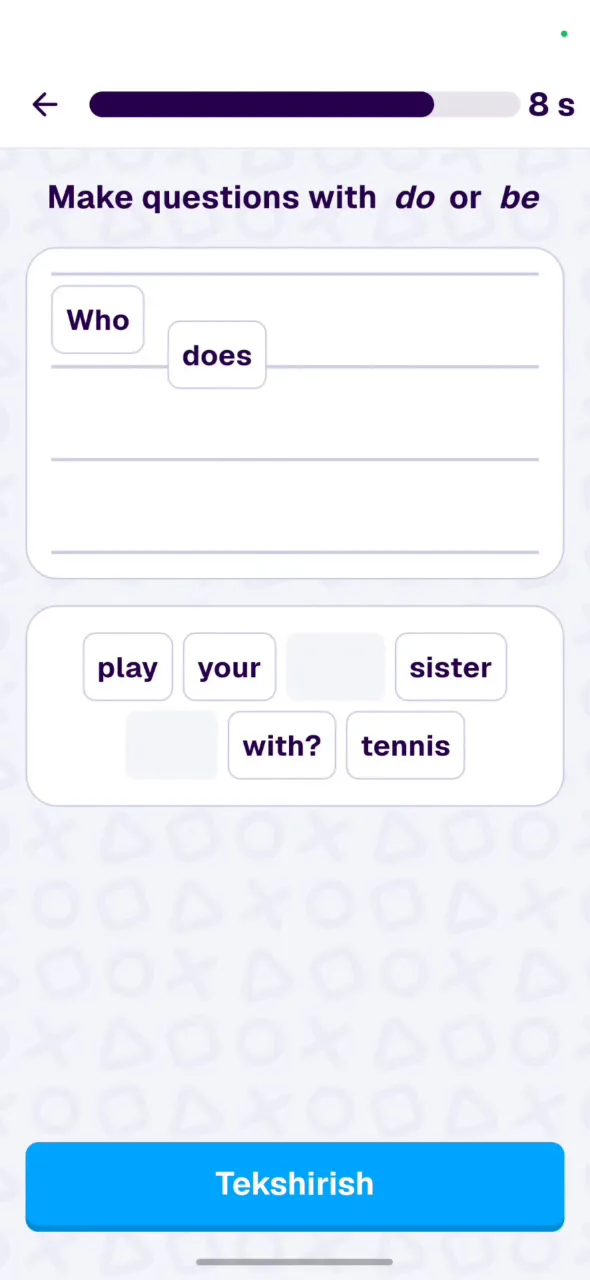 8 s
Make questions with do or be
Who
does
play your sister
with? tennis
Tekshirish